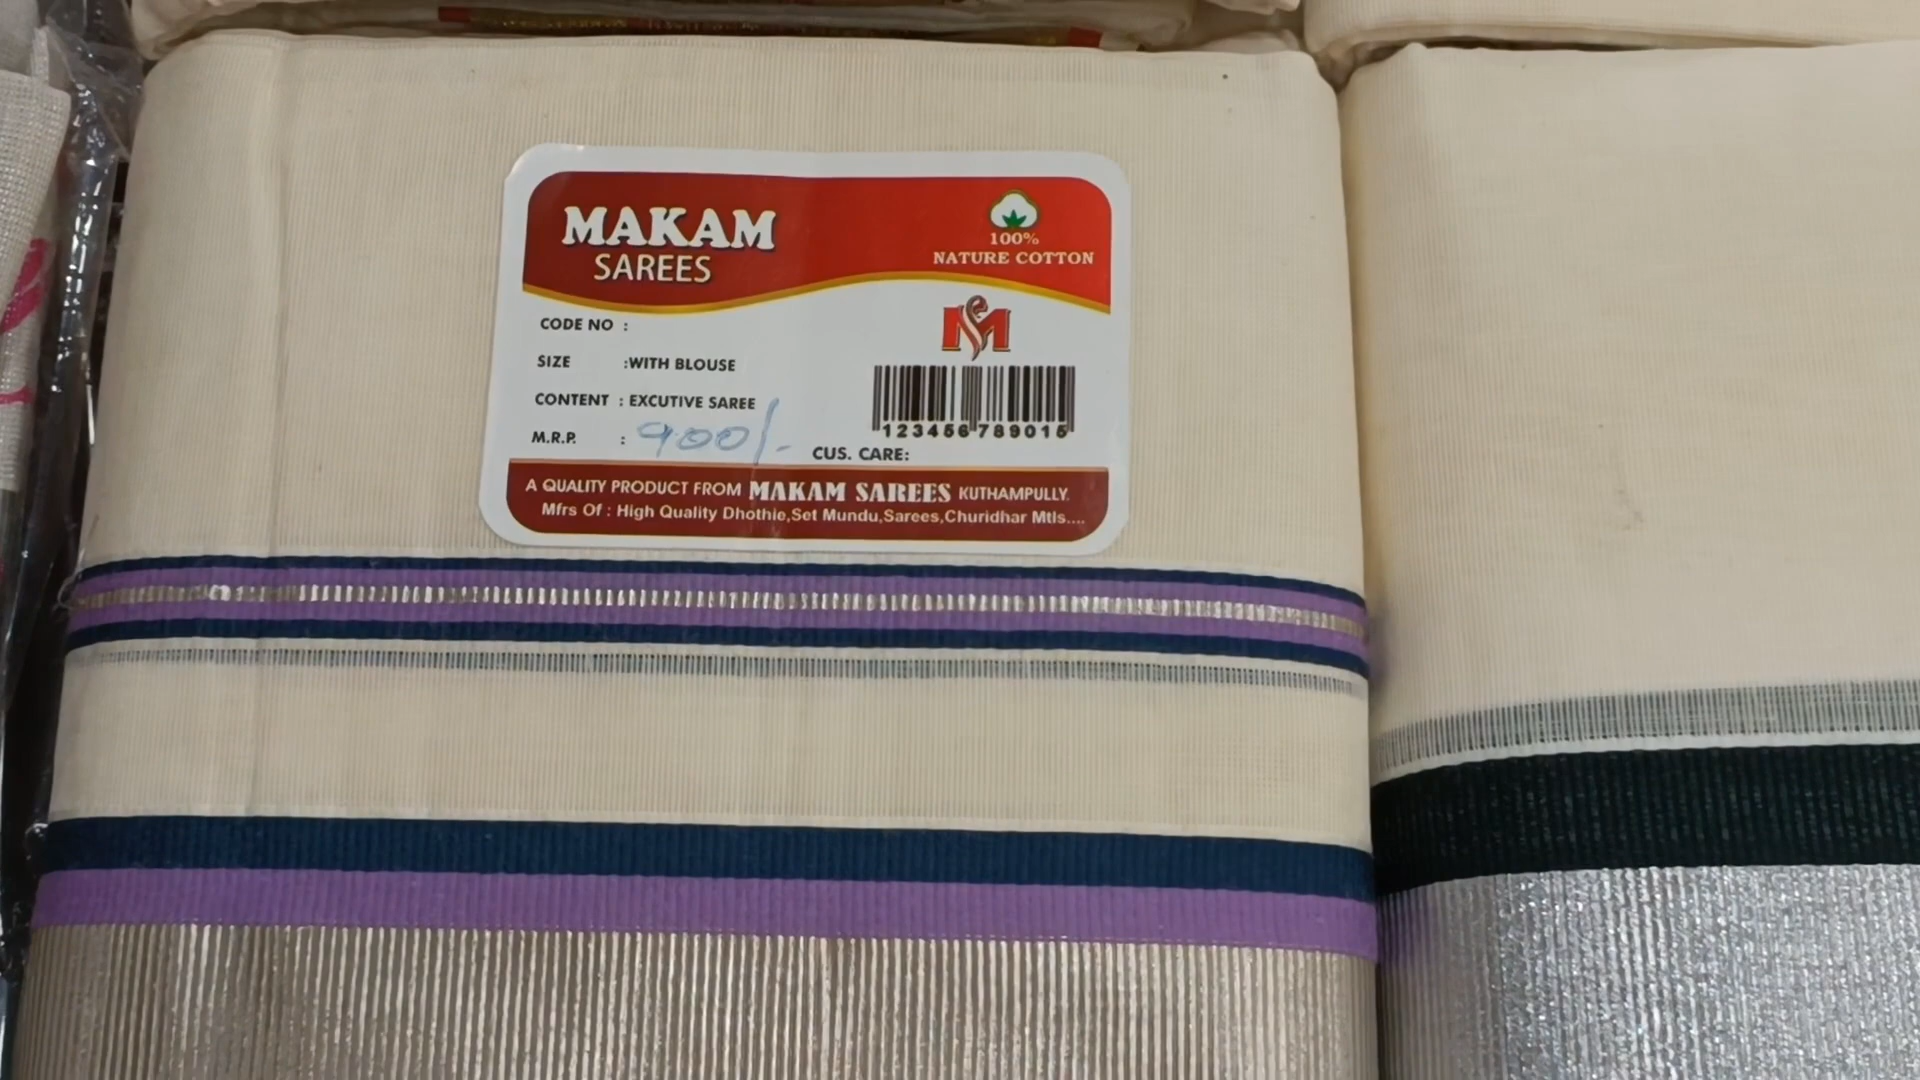 MAKAM
SAREES
100%
NATURE COTTON
CODE NO :
SIZE :WITH BLOUSE
CONTENT : EXCUTIVE SAREE
M.R.P. : 900/-
123456789015
CUS. CARE:
A QUALITY PRODUCT FROM MAKAM SAREES KUTHAMPULLY.
Mfrs Of : High Quality Dhothie,Set Mundu,Sarees,Churidhar Mtls....